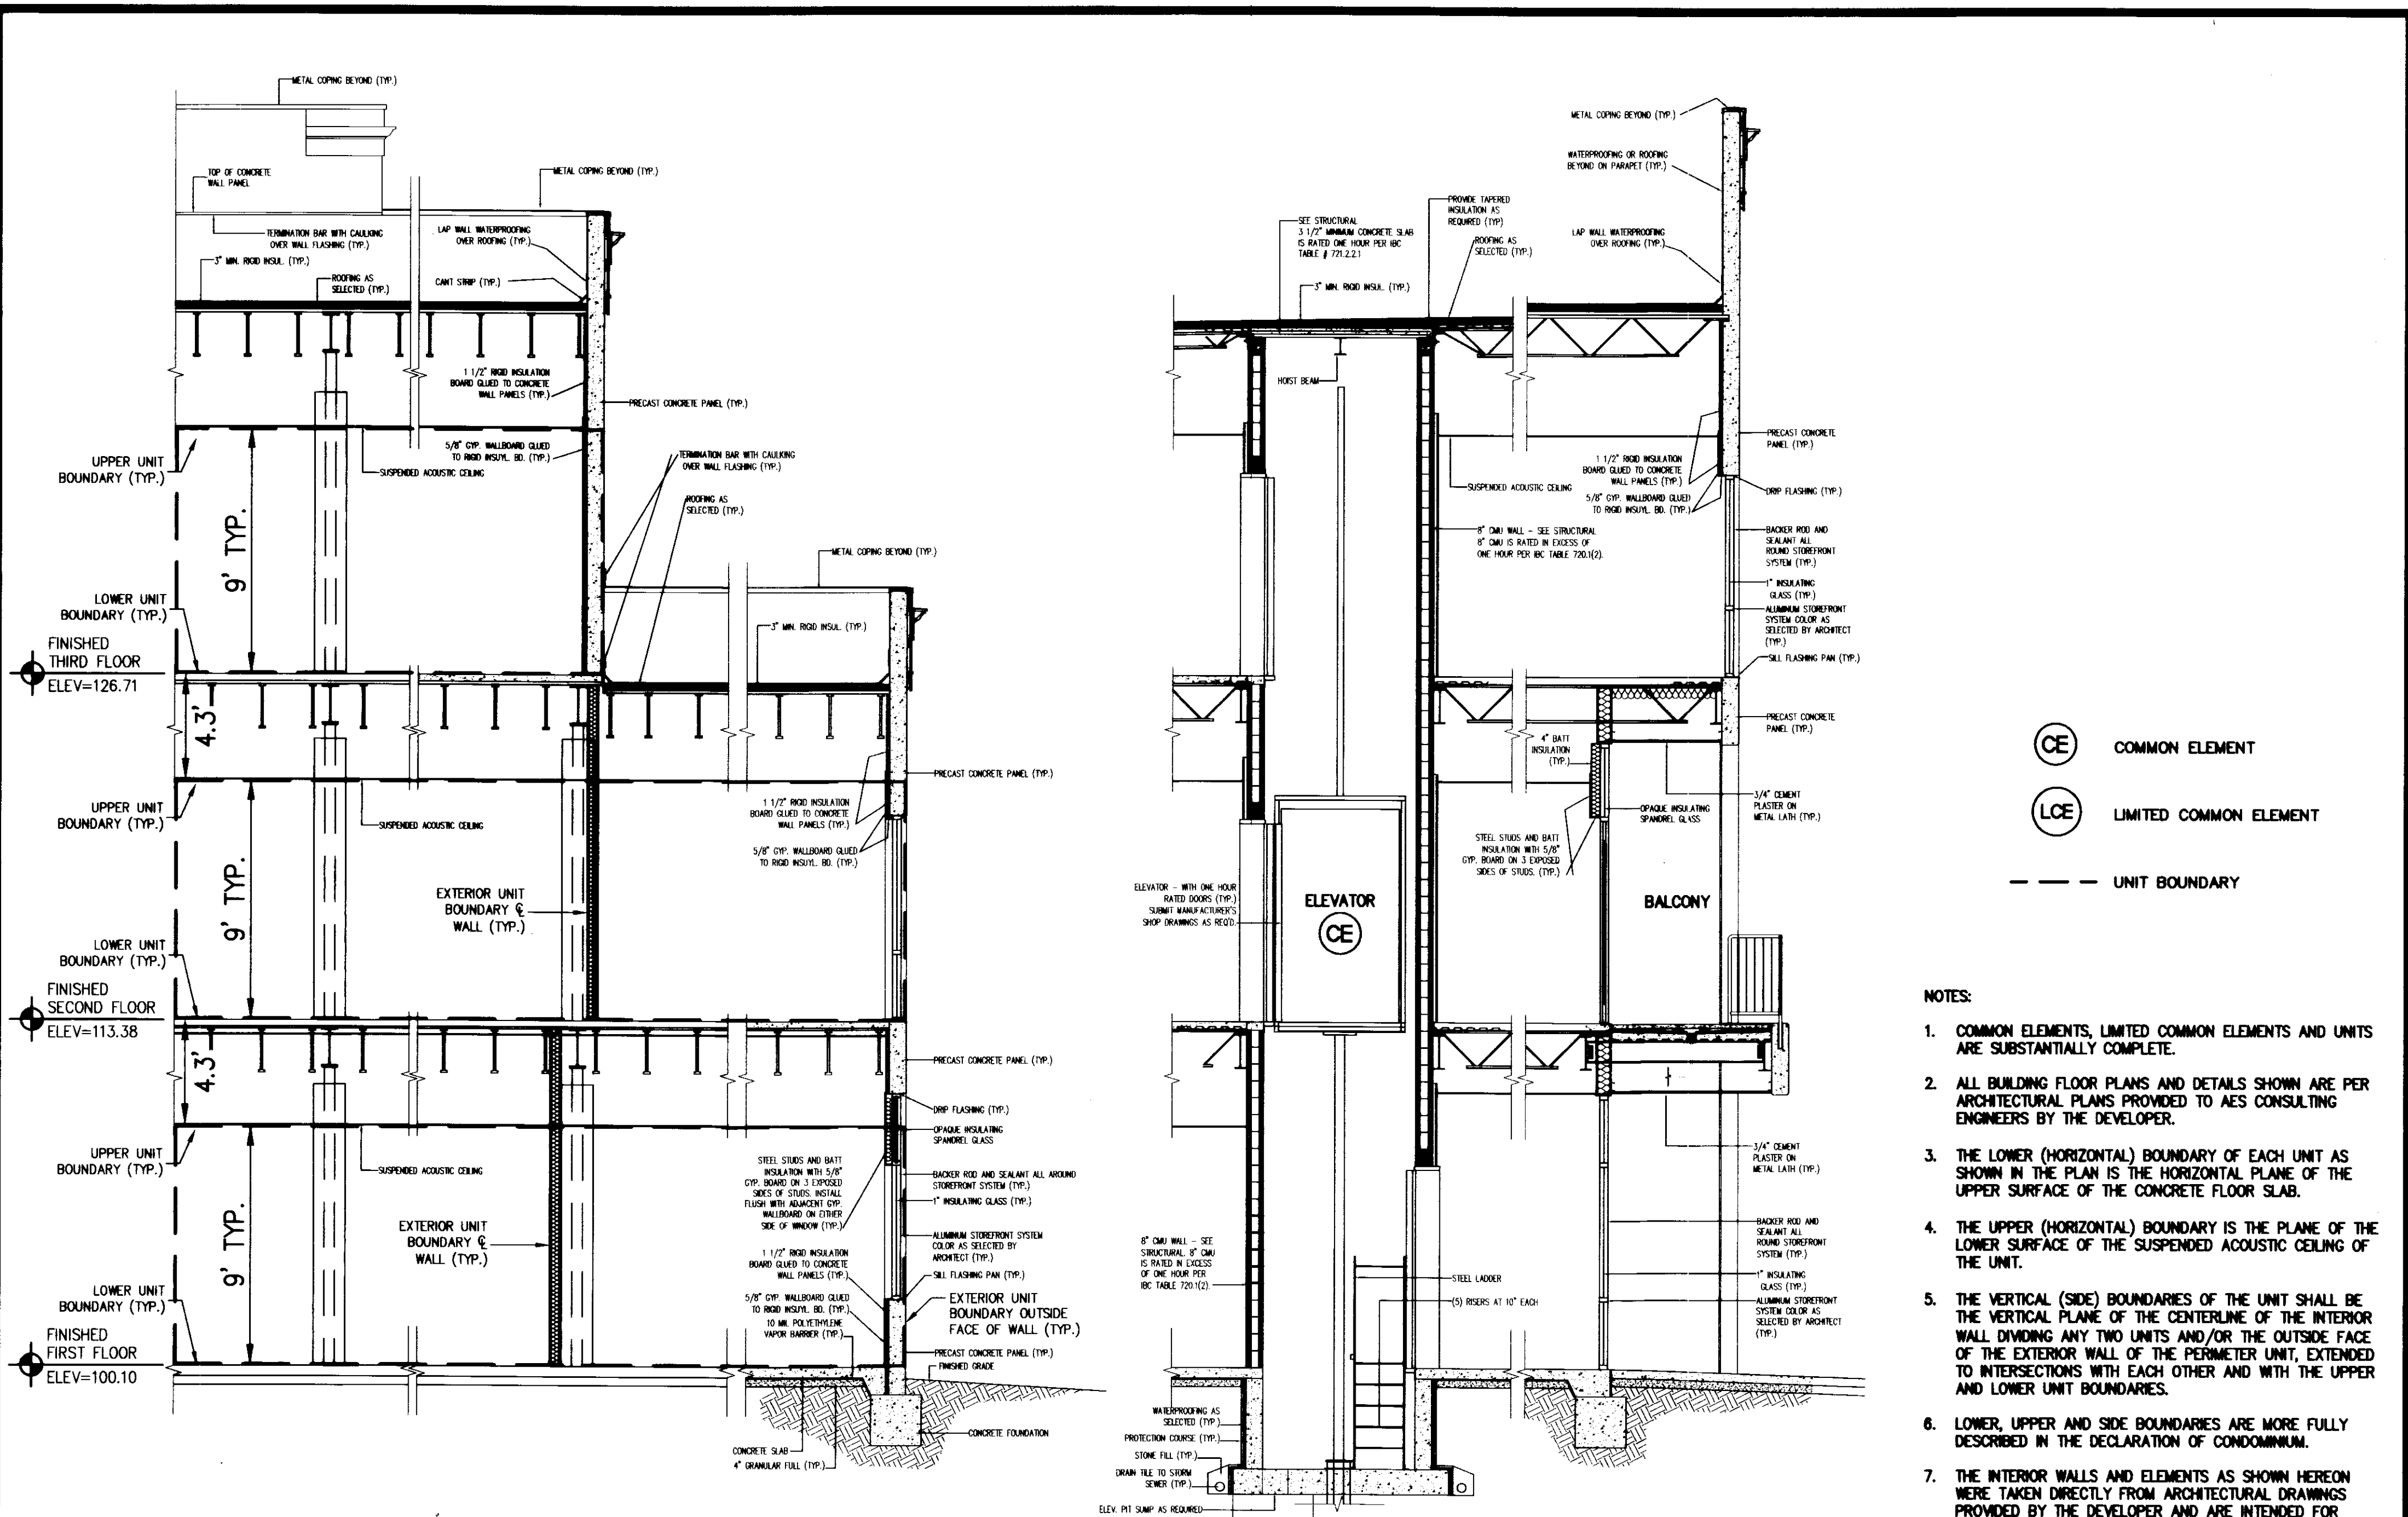 METAL COPING BEYOND (TYP.)
TOP OF CONCRETE
WALL PANEL
METAL COPING BEYOND (TYP.)
TERMINATION BAR WITH CAULKING
OVER WALL FLASHING (TYP.)
LAP WALL WATERPROOFING
OVER ROOFING (TYP.)
3" MIN. RIGID INSUL. (TYP.)
ROOFING AS
SELECTED (TYP.)
CANT STRIP (TYP.)
1 1/2" RIGID INSULATION
BOARD GLUED TO CONCRETE
WALL PANELS (TYP.)
PRECAST CONCRETE PANEL (TYP.)
UPPER UNIT
BOUNDARY (TYP.)
SUSPENDED ACOUSTIC CEILING
5/8" GYP. WALLBOARD GLUED
TO RIGID INSUYL. BD. (TYP.)
TERMINATION BAR WITH CAULKING
OVER WALL FLASHING (TYP.)
ROOFING AS
SELECTED (TYP.)
9' TYP.
METAL COPING BEYOND (TYP.)
LOWER UNIT
BOUNDARY (TYP.)
3" MIN. RIGID INSUL. (TYP.)
FINISHED
THIRD FLOOR
ELEV=126.71
4.3'
UPPER UNIT
BOUNDARY (TYP.)
SUSPENDED ACOUSTIC CEILING
PRECAST CONCRETE PANEL (TYP.)
1 1/2" RIGID INSULATION
BOARD GLUED TO CONCRETE
WALL PANELS (TYP.)
5/8" GYP. WALLBOARD GLUED
TO RIGID INSUYL. BD. (TYP.)
9' TYP.
EXTERIOR UNIT
BOUNDARY ℄
WALL (TYP.)
LOWER UNIT
BOUNDARY (TYP.)
FINISHED
SECOND FLOOR
ELEV=113.38
4.3'
PRECAST CONCRETE PANEL (TYP.)
DRIP FLASHING (TYP.)
OPAQUE INSULATING
SPANDREL GLASS
UPPER UNIT
BOUNDARY (TYP.)
SUSPENDED ACOUSTIC CEILING
STEEL STUDS AND BATT
INSULATION WITH 5/8"
GYP. BOARD ON 3 EXPOSED
SIDES OF STUDS. INSTALL
FLUSH WITH ADJACENT GYP.
WALLBOARD ON EITHER
SIDE OF WINDOW (TYP.)
BACKER ROD AND SEALANT ALL AROUND
STOREFRONT SYSTEM (TYP.)
1" INSULATING GLASS (TYP.)
9' TYP.
EXTERIOR UNIT
BOUNDARY ℄
WALL (TYP.)
ALUMINUM STOREFRONT SYSTEM
COLOR AS SELECTED BY
ARCHITECT (TYP.)
1 1/2" RIGID INSULATION
BOARD GLUED TO CONCRETE
WALL PANELS (TYP.)
SILL FLASHING PAN (TYP.)
LOWER UNIT
BOUNDARY (TYP.)
5/8" GYP. WALLBOARD GLUED
TO RIGID INSUYL. BD. (TYP.)
EXTERIOR UNIT
BOUNDARY OUTSIDE
FACE OF WALL (TYP.)
10 MIL POLYETHYLENE
VAPOR BARRIER (TYP.)
FINISHED
FIRST FLOOR
ELEV=100.10
PRECAST CONCRETE PANEL (TYP.)
FINISHED GRADE
CONCRETE FOUNDATION
CONCRETE SLAB
4" GRANULAR FULL (TYP.)
METAL COPING BEYOND (TYP.)
WATERPROOFING OR ROOFING
BEYOND ON PARAPET (TYP.)
PROVIDE TAPERED
INSULATION AS
REQUIRED (TYP)
SEE STRUCTURAL
3 1/2" MINIMUM CONCRETE SLAB
IS RATED ONE HOUR PER IBC
TABLE # 721.2.2.1
ROOFING AS
SELECTED (TYP.)
LAP WALL WATERPROOFING
OVER ROOFING (TYP.)
3" MIN. RIGID INSUL. (TYP.)
HOIST BEAM
PRECAST CONCRETE
PANEL (TYP.)
1 1/2" RIGID INSULATION
BOARD GLUED TO CONCRETE
WALL PANELS (TYP.)
SUSPENDED ACOUSTIC CEILING
5/8" GYP. WALLBOARD GLUED
TO RIGID INSUYL. BD. (TYP.)
DRIP FLASHING (TYP.)
8" CMU WALL - SEE STRUCTURAL
8" CMU IS RATED IN EXCESS OF
ONE HOUR PER IBC TABLE 720.1(2).
BACKER ROD AND
SEALANT ALL
ROUND STOREFRONT
SYSTEM (TYP.)
1" INSULATING
GLASS (TYP.)
ALUMINUM STOREFRONT
SYSTEM COLOR AS
SELECTED BY ARCHITECT
(TYP.)
SILL FLASHING PAN (TYP.)
PRECAST CONCRETE
PANEL (TYP.)
4" BATT
INSULATION
(TYP.)
OPAQUE INSULATING
SPANDREL GLASS
3/4" CEMENT
PLASTER ON
METAL LATH (TYP.)
STEEL STUDS AND BATT
INSULATION WITH 5/8"
GYP. BOARD ON 3 EXPOSED
SIDES OF STUDS. (TYP.)
ELEVATOR - WITH ONE HOUR
RATED DOORS (TYP.)
SUBMIT MANUFACTURER'S
SHOP DRAWINGS AS REQ'D.
ELEVATOR
CE
BALCONY
3/4" CEMENT
PLASTER ON
METAL LATH (TYP.)
8" CMU WALL - SEE
STRUCTURAL. 8" CMU
IS RATED IN EXCESS
OF ONE HOUR PER
IBC TABLE 720.1(2).
STEEL LADDER
(5) RISERS AT 10" EACH
BACKER ROD AND
SEALANT ALL
ROUND STOREFRONT
SYSTEM (TYP.)
1" INSULATING
GLASS (TYP.)
ALUMINUM STOREFRONT
SYSTEM COLOR AS
SELECTED BY ARCHITECT
(TYP.)
WATERPROOFING AS
SELECTED (TYP.)
PROTECTION COURSE (TYP.)
STONE FILL (TYP.)
DRAIN TILE TO STORM
SEWER (TYP.)
ELEV. PIT SUMP AS REQUIRED
CE COMMON ELEMENT
LCE LIMITED COMMON ELEMENT
UNIT BOUNDARY
NOTES:
1. COMMON ELEMENTS, LIMITED COMMON ELEMENTS AND UNITS
ARE SUBSTANTIALLY COMPLETE.
2. ALL BUILDING FLOOR PLANS AND DETAILS SHOWN ARE PER
ARCHITECTURAL PLANS PROVIDED TO AES CONSULTING
ENGINEERS BY THE DEVELOPER.
3. THE LOWER (HORIZONTAL) BOUNDARY OF EACH UNIT AS
SHOWN IN THE PLAN IS THE HORIZONTAL PLANE OF THE
UPPER SURFACE OF THE CONCRETE FLOOR SLAB.
4. THE UPPER (HORIZONTAL) BOUNDARY IS THE PLANE OF THE
LOWER SURFACE OF THE SUSPENDED ACOUSTIC CEILING OF
THE UNIT.
5. THE VERTICAL (SIDE) BOUNDARIES OF THE UNIT SHALL BE
THE VERTICAL PLANE OF THE CENTERLINE OF THE INTERIOR
WALL DIVIDING ANY TWO UNITS AND/OR THE OUTSIDE FACE
OF THE EXTERIOR WALL OF THE PERIMETER UNIT, EXTENDED
TO INTERSECTIONS WITH EACH OTHER AND WITH THE UPPER
AND LOWER UNIT BOUNDARIES.
6. LOWER, UPPER AND SIDE BOUNDARIES ARE MORE FULLY
DESCRIBED IN THE DECLARATION OF CONDOMINIUM.
7. THE INTERIOR WALLS AND ELEMENTS AS SHOWN HEREON
WERE TAKEN DIRECTLY FROM ARCHITECTURAL DRAWINGS
PROVIDED BY THE DEVELOPER AND ARE INTENDED FOR